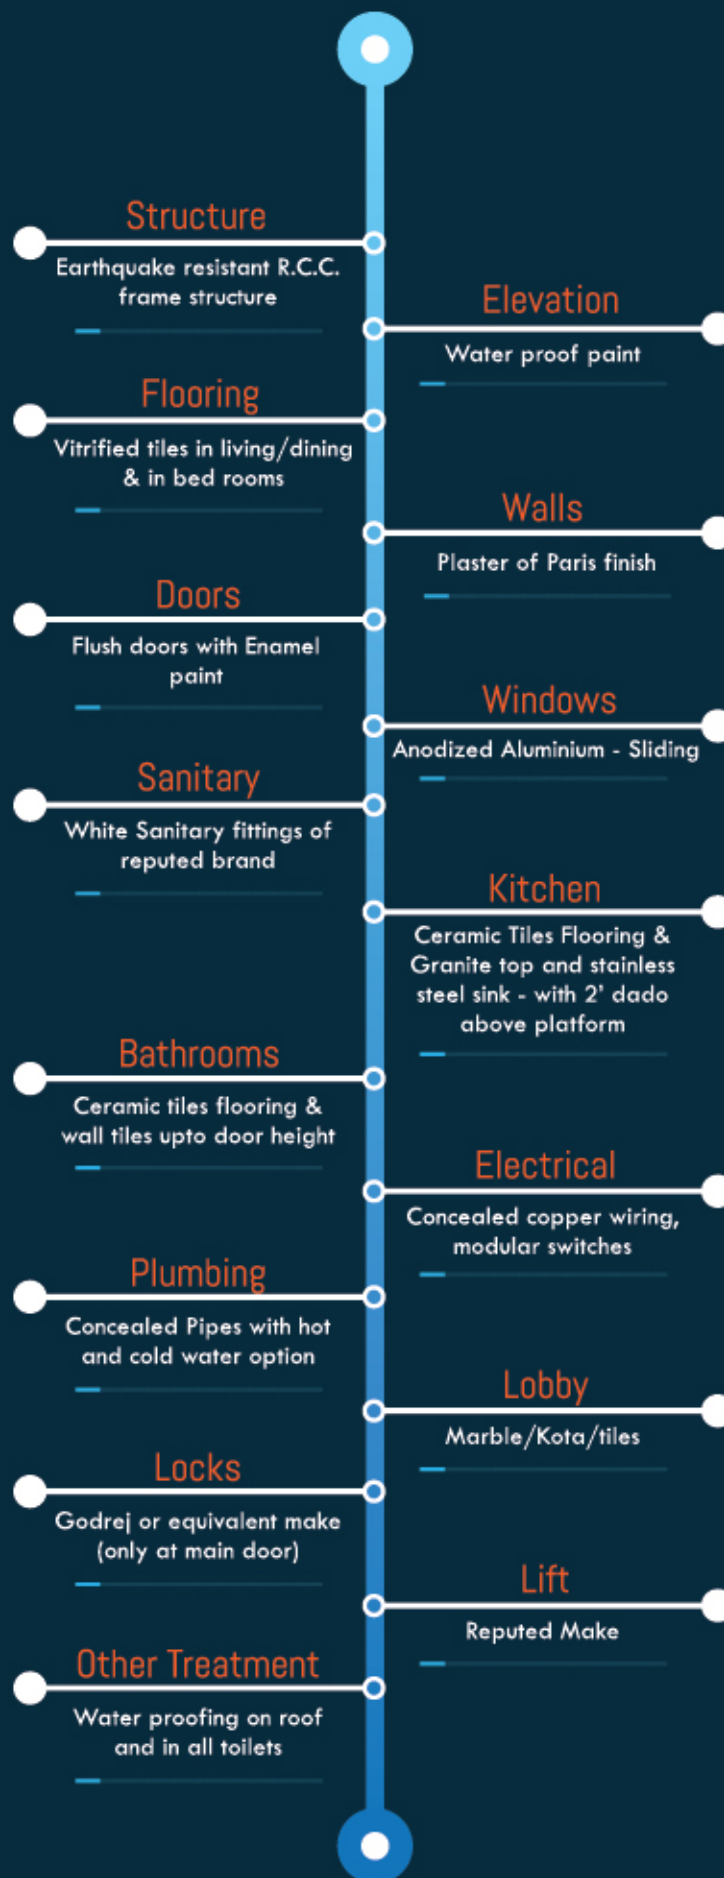 Structure
Earthquake resistant R.C.C.
frame structure
Elevation
Water proof paint
Flooring
Vitrified tiles in living/dining
& in bed rooms
Walls
Plaster of Paris finish
Doors
Flush doors with Enamel
paint
Windows
Anodized Aluminium - Sliding
Sanitary
White Sanitary fittings of
reputed brand
Kitchen
Ceramic Tiles Flooring &
Granite top and stainless
steel sink - with 2' dado
above platform
Bathrooms
Ceramic tiles flooring &
wall tiles upto door height
Electrical
Concealed copper wiring,
modular switches
Plumbing
Concealed Pipes with hot
and cold water option
Lobby
Marble/Kota/tiles
Locks
Godrej or equivalent make
(only at main door)
Lift
Reputed Make
Other Treatment
Water proofing on roof
and in all toilets